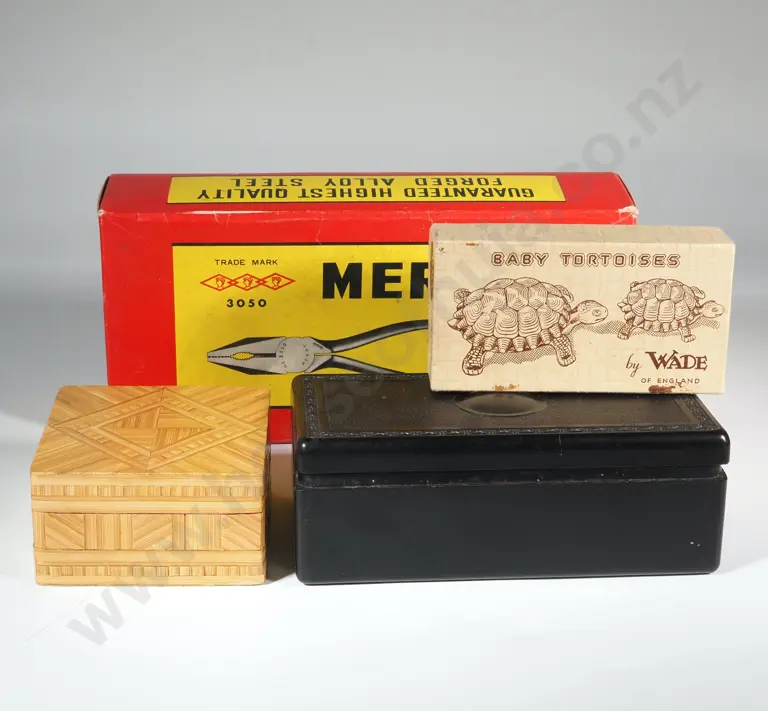 GUARANTEED HIGHEST QUALITY
FORGED ALLOY STEEL
TRADE MARK
3050
MER
BABY TORTOISES
by WADE
OF ENGLAND